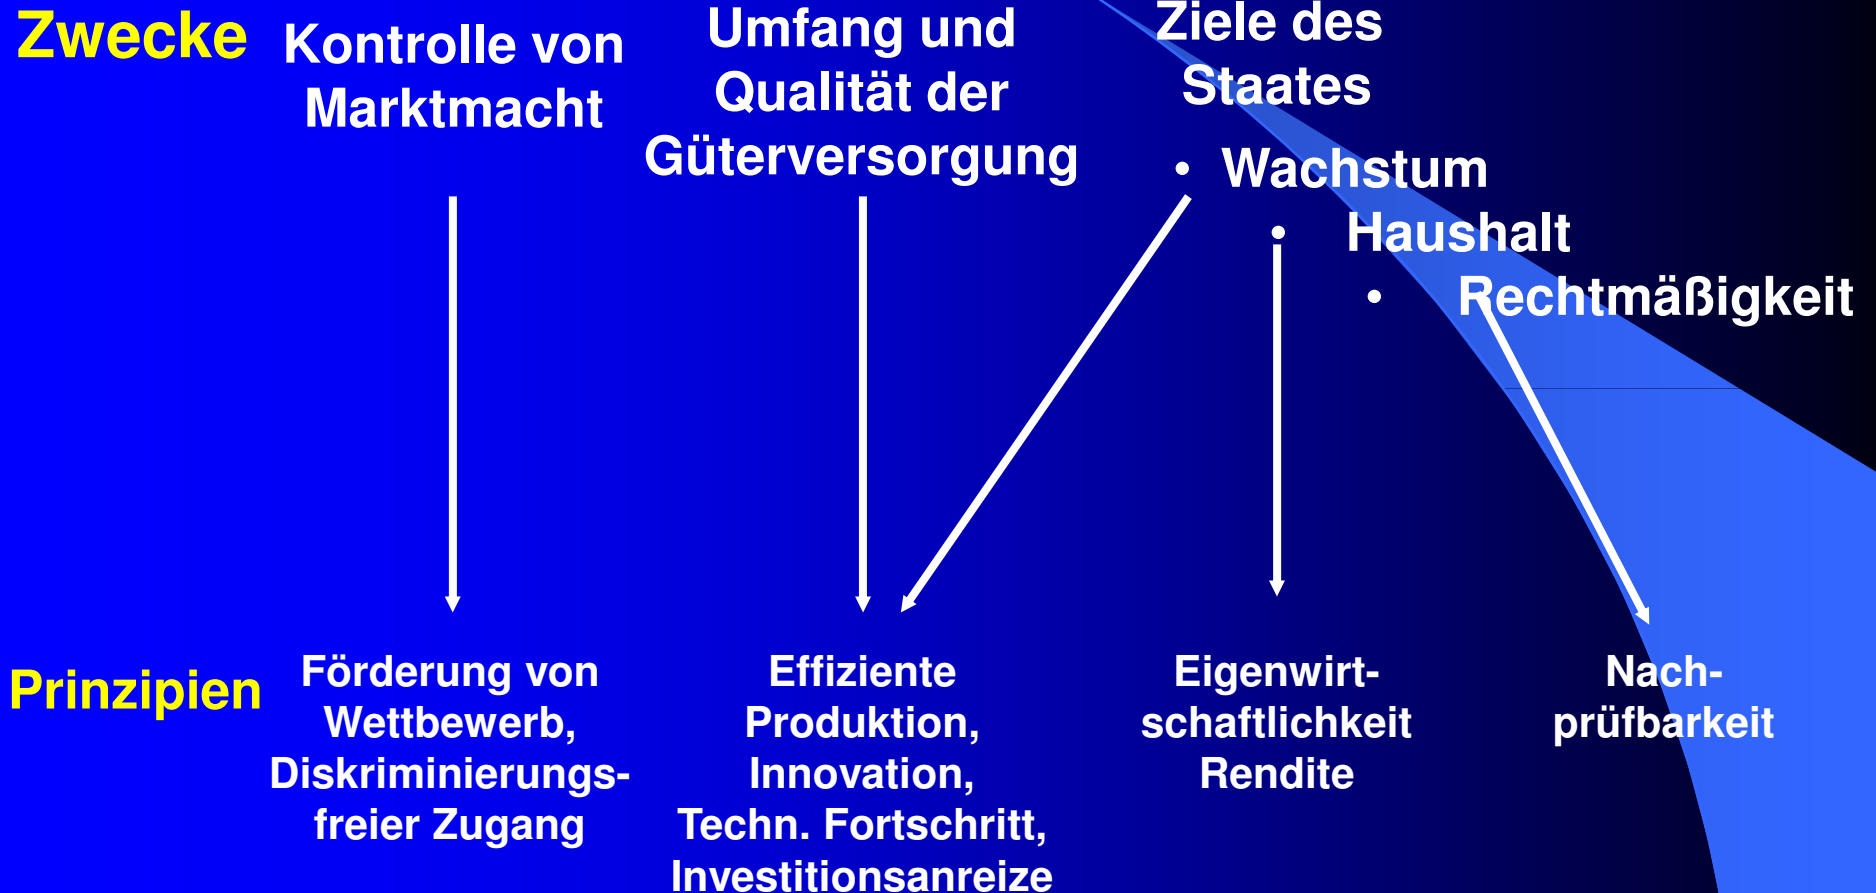 Zwecke
Kontrolle von
Marktmacht
Umfang und
Qualität der
Güterversorgung
Ziele des
Staates
• Wachstum
• Haushalt
• Rechtmäßigkeit
Prinzipien
Förderung von
Wettbewerb,
Diskriminierungs-
freier Zugang
Effiziente
Produktion,
Innovation,
Techn. Fortschritt,
Investitionsanreize
Eigenwirt-
schaftlichkeit
Rendite
Nach-
prüfbarkeit